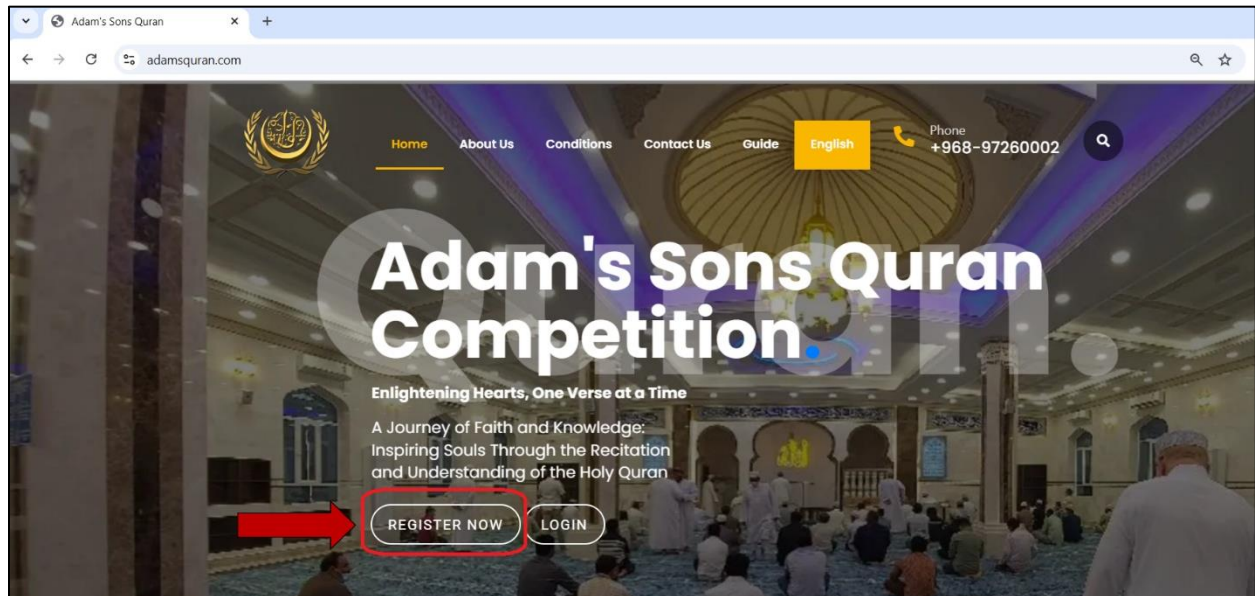 Adam's Sons Quran
adamsquran.com
Home About Us Conditions Contact Us Guide English Phone
+968-97260002
Quran.
Adam's Sons Quran
Competition.
Enlightening Hearts, One Verse at a Time
A Journey of Faith and Knowledge:
Inspiring Souls Through the Recitation
and Understanding of the Holy Quran
REGISTER NOW LOGIN